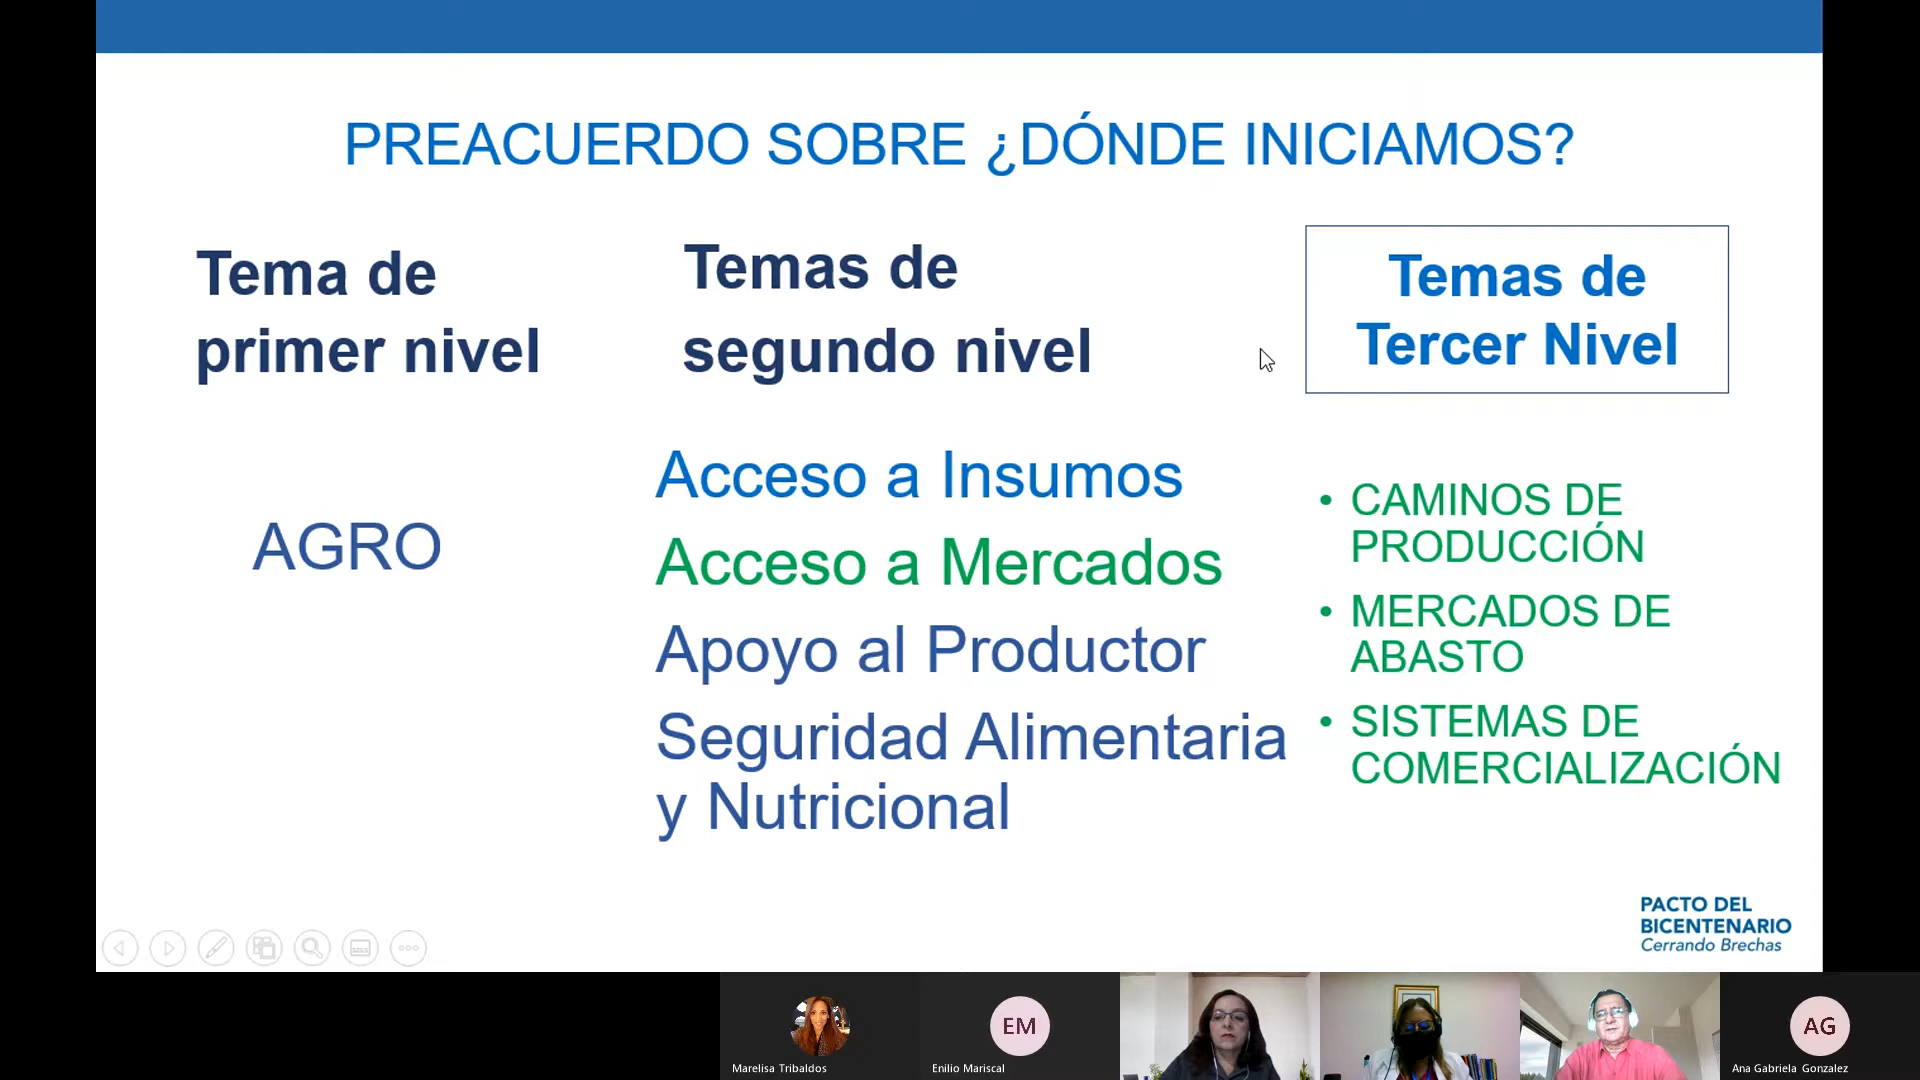 PREACUERDO SOBRE ¿DÓNDE INICIAMOS?
Tema de
primer nivel
AGRO
Temas de
segundo nivel
Acceso a Insumos
Acceso a Mercados
Apoyo al Productor
Seguridad Alimentaria
y Nutricional
Temas de
Tercer Nivel
• CAMINOS DE
PRODUCCIÓN
• MERCADOS DE
ABASTO
• SISTEMAS DE
COMERCIALIZACIÓN
PACTO DEL
BICENTENARIO
Cerrando Brechas
Marelisa Tribaldos
EM
Enilio Mariscal
AG
Ana Gabriela Gonzalez